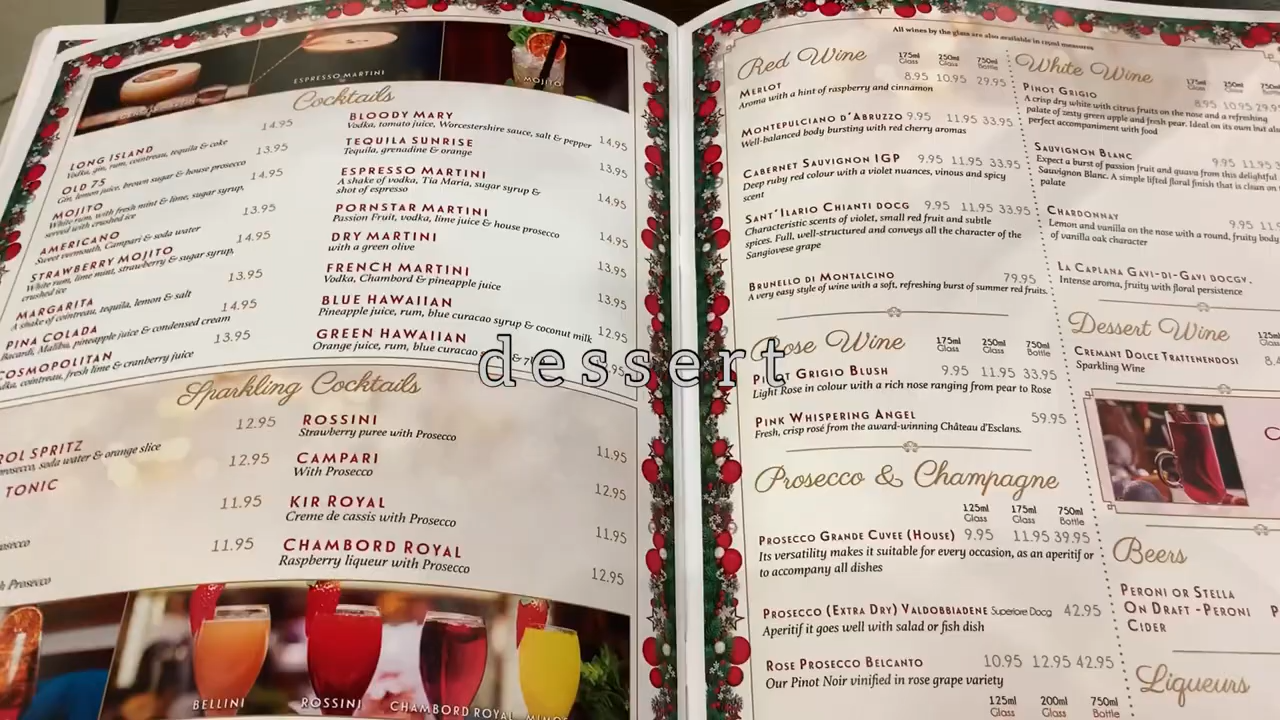 ESPRESSO MARTINI
MOJITO
Cocktails
LONG ISLAND 14.95
Vodka, gin, rum, cointreau, tequila & coke
OLD 75 13.95
Gin, lemon juice, brown sugar & house prosecco
MOJITO 14.95
White rum, with fresh mint & lime, sugar syrup,
served with crushed ice
AMERICANO 13.95
Sweet vermouth, Campari & soda water
STRAWBERRY MOJITO 14.95
White rum, lime mint, strawberry & sugar syrup,
crushed ice
MARGARITA 13.95
A shake of cointreau, tequila, lemon & salt
PINA COLADA 14.95
Bacardi, Malibu, pineapple juice & condensed cream
COSMOPOLITAN 13.95
cointreau, fresh lime & cranberry juice
BLOODY MARY 14.95
Vodka, tomato juice, Worcestershire sauce, salt & pepper
TEQUILA SUNRISE 13.95
Tequila, grenadine & orange
ESPRESSO MARTINI 14.95
A shake of vodka, Tia Maria, sugar syrup &
shot of espresso
PORNSTAR MARTINI 14.95
Passion Fruit, vodka, lime juice & house prosecco
DRY MARTINI 13.95
with a green olive
FRENCH MARTINI 13.95
Vodka, Chambord & pineapple juice
BLUE HAWAIIAN 12.95
Pineapple juice, rum, blue curacao syrup & coconut milk
GREEN HAWAIIAN
Orange juice, rum, blue curacao
dessert
Sparkling Cocktails
ROL SPRITZ 12.95
prosecco, soda water & orange slice
TONIC 12.95
11.95
11.95
Prosecco
ROSSINI 11.95
Strawberry puree with Prosecco
CAMPARI 12.95
With Prosecco
KIR ROYAL 11.95
Creme de cassis with Prosecco
CHAMBORD ROYAL 12.95
Raspberry liqueur with Prosecco
BELLINI
ROSSINI
CHAMBORD ROYAL
All wines by the glass are also available in 125ml measures
Red Wine 175ml Glass 250ml Glass 750ml Bottle
MERLOT 8.95 10.95 29.95
Aroma with a hint of raspberry and cinnamon
MONTEPULCIANO D'ABRUZZO 9.95 11.95 33.95
Well-balanced body bursting with red cherry aromas
CABERNET SAUVIGNON IGP 9.95 11.95 33.95
Deep ruby red colour with a violet nuances, vinous and spicy
scent
SANT'ILARIO CHIANTI DOCG 9.95 11.95 33.95
Characteristic scents of violet, small red fruit and subtle
spices. Full, well-structured and conveys all the character of the
Sangiovese grape
BRUNELLO DI MONTALCINO 79.95
A very easy style of wine with a soft, refreshing burst of summer red fruits.
Rose Wine 175ml Glass 250ml Glass 750ml Bottle
PINOT GRIGIO BLUSH 9.95 11.95 33.95
Light Rose in colour with a rich nose ranging from pear to Rose
PINK WHISPERING ANGEL 59.95
Fresh, crisp rosé from the award-winning Château d'Esclans.
Prosecco & Champagne
125ml Glass 175ml Glass 750ml Bottle
PROSECCO GRANDE CUVEE (HOUSE) 9.95 11.95 39.95
Its versatility makes it suitable for every occasion, as an aperitif or
to accompany all dishes
PROSECCO (EXTRA DRY) VALDOBBIADENE Superiore Docg 42.95
Aperitif it goes well with salad or fish dish
ROSE PROSECCO BELCANTO 10.95 12.95 42.95
Our Pinot Noir vinified in rose grape variety
125ml Glass 200ml Glass 750ml Bottle
White Wine 175ml Glass 250ml Glass 750
PINOT GRIGIO 8.95 10.95 29.9
A crisp dry white with citrus fruits on the nose and a refreshing
palate of zesty green apple and fresh pear. Ideal on its own but al
perfect accompaniment with food
SAUVIGNON BLANC 9.95 11.95
Expect a burst of passion fruit and guava from this delightful
Sauvignon Blanc. A simple lifted floral finish that is clean on
palate
CHARDONNAY 9.95 11.9
Lemon and vanilla on the nose with a round, fruity body
of vanilla oak character
LA CAPLANA GAVI-DI-GAVI DOCGV.
Intense aroma, fruity with floral persistence
Dessert Wine 125ml Glass
CREMANT DOLCE TRATTENENDOSI 8.
Sparkling Wine
Beers
PERONI OR STELLA
ON DRAFT - PERONI
CIDER
Liqueurs